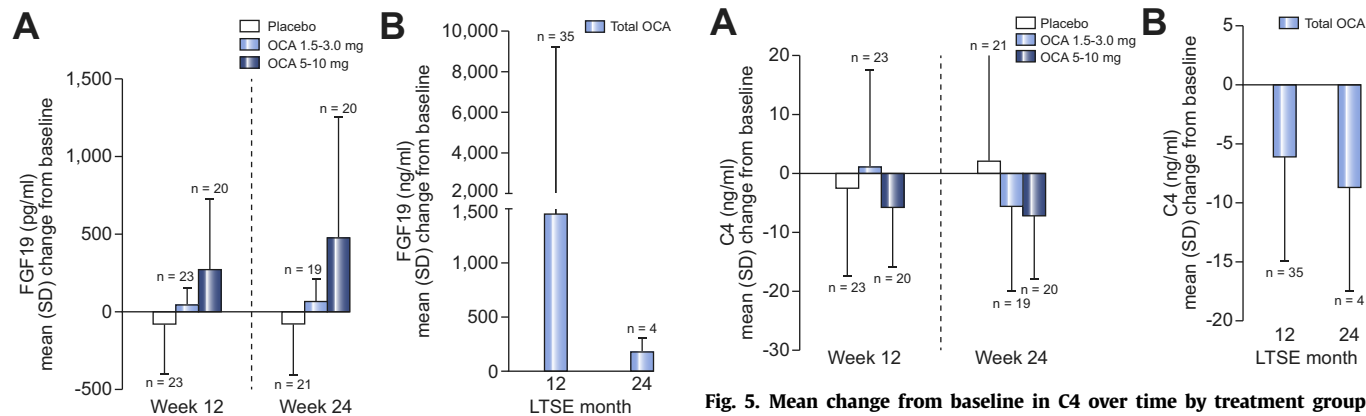 A
Placebo
OCA 1.5-3.0 mg
OCA 5-10 mg
FGF19 (pg/ml)
mean (SD) change from baseline
1,500
1,000
500
0
-500
n = 23
n = 23
n = 20
n = 21
n = 19
n = 20
Week 12
Week 24
B
Total OCA
FGF19 (ng/ml)
mean (SD) change from baseline
10,000
8,000
6,000
4,000
2,000
1,500
1,000
500
0
n = 35
n = 4
12
24
LTSE month
A
Placebo
OCA 1.5-3.0 mg
OCA 5-10 mg
C4 (ng/ml)
mean (SD) change from baseline
20
10
0
-10
-20
-30
n = 23
n = 23
n = 20
n = 21
n = 19
n = 20
Week 12
Week 24
B
Total OCA
C4 (ng/ml)
mean (SD) change from baseline
5
0
-5
-10
-15
-20
n = 35
n = 4
12
24
LTSE month
Fig. 5. Mean change from baseline in C4 over time by treatment group